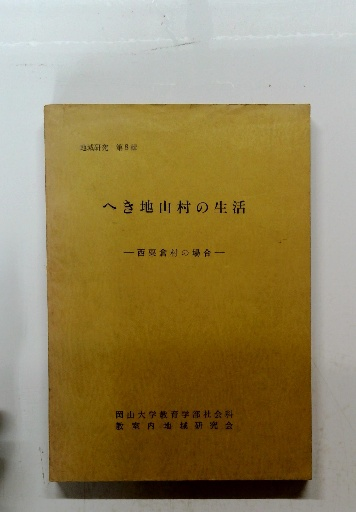 地域研究 第8輯
へき地山村の生活
―西粟倉村の場合―
岡山大学教育学部社会科
教室内地域研究会